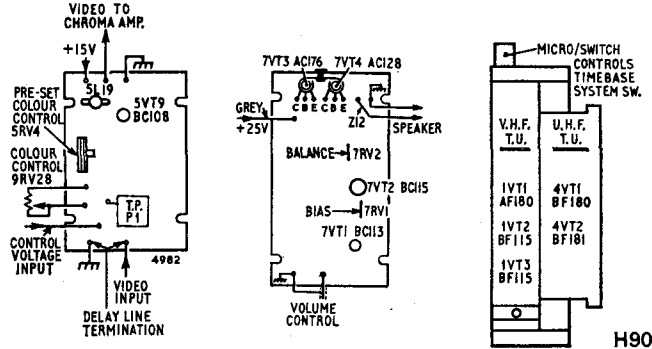 VIDEO TO
CHROMA AMP.
+15V
5L19
PRE-SET
COLOUR
CONTROL
5RV4
5VT9
BC108
COLOUR
CONTROL
9RV28
T.P.
P1
CONTROL
VOLTAGE
INPUT
4982
VIDEO
INPUT
DELAY LINE
TERMINATION
7VT3 AC176
7VT4 AC128
C B E C B E
GREY
+25V
Z12
SPEAKER
BALANCE
7RV2
7VT2 BC115
BIAS
7RV1
7VT1 BC113
VOLUME
CONTROL
MICRO/SWITCH
CONTROLS
TIMEBASE
SYSTEM SW.
V.H.F.
T.U.
U.H.F.
T.U.
1VT1
AF180
4VT1
BF180
1VT2
BF115
4VT2
BF181
1VT3
BF115
H90